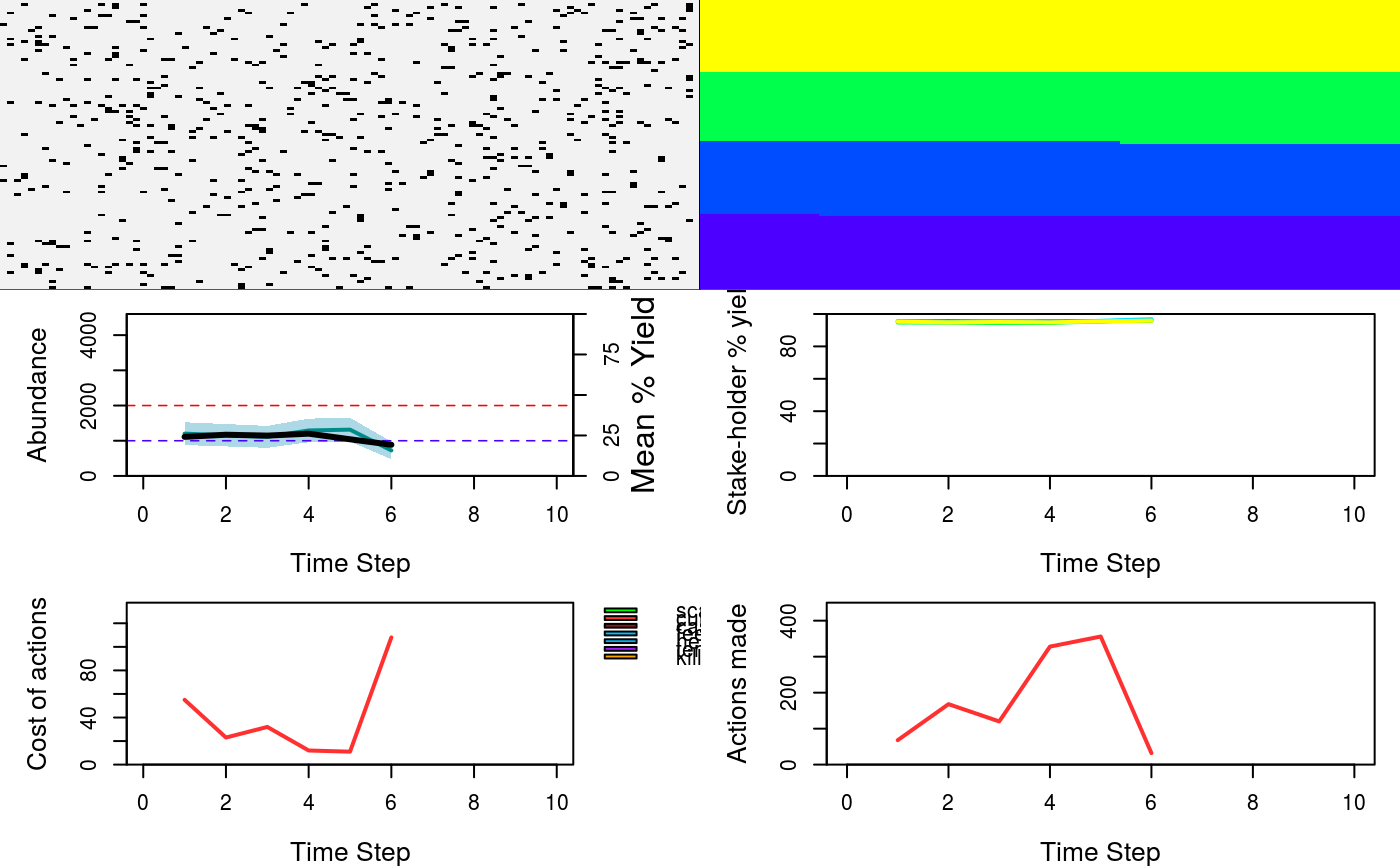 Abundance
0
2000
4000
0
25
75
Mean % Yield
0 2 4 6 8 10
Time Step
Stake-holder % yiel
0
40
80
0 2 4 6 8 10
Time Step
Cost of actions
0
40
80
0 2 4 6 8 10
Time Step
sc
kill
Actions made
0
200
400
0 2 4 6 8 10
Time Step